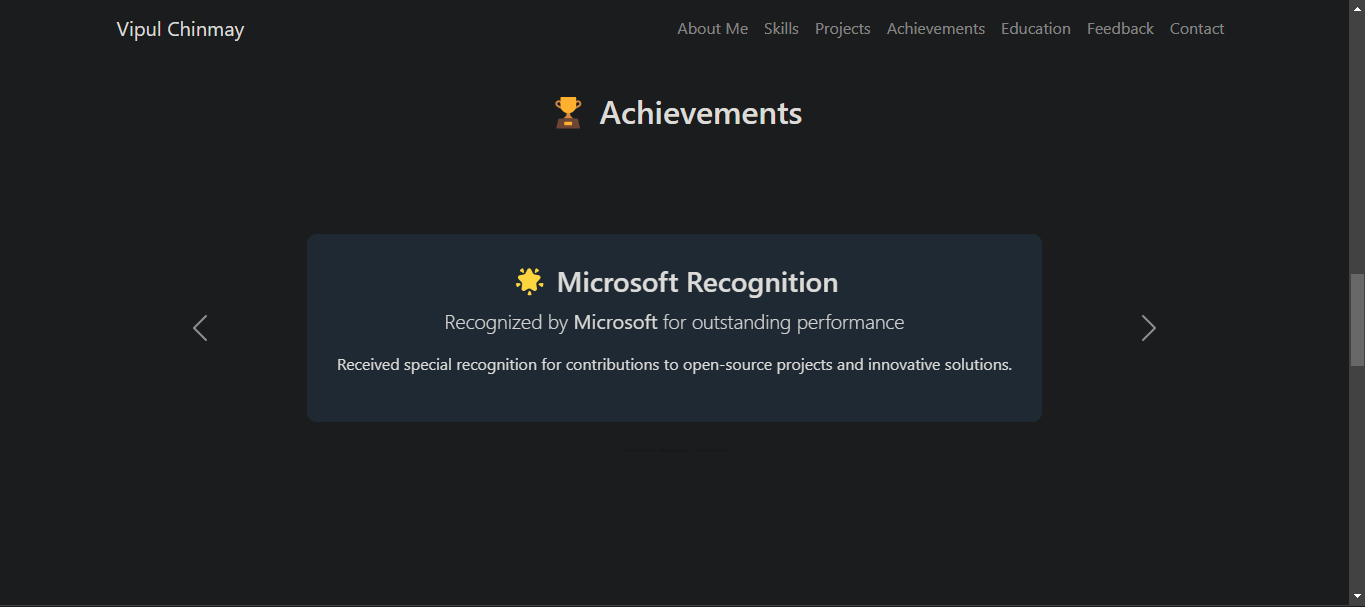 Vipul Chinmay
About Me Skills Projects Achievements Education Feedback Contact
🏆 Achievements
🌟 Microsoft Recognition
Recognized by Microsoft for outstanding performance
Received special recognition for contributions to open-source projects and innovative solutions.